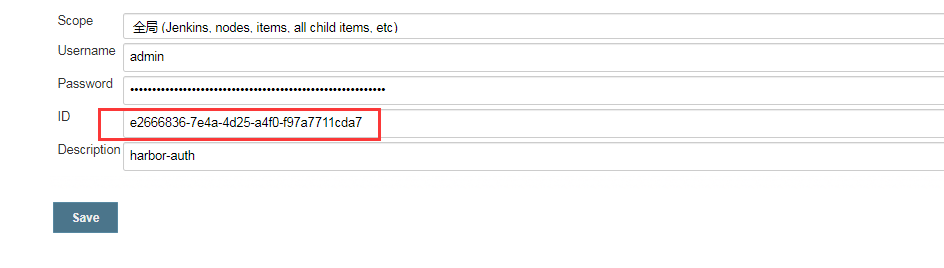 Scope
全局 (Jenkins, nodes, items, all child items, etc)
Username
admin
Password
••••••••••••••••••••••••••••••••••••••••••••••••••••••••••
ID
e2666836-7e4a-4d25-a4f0-f97a7711cda7
Description
harbor-auth
Save